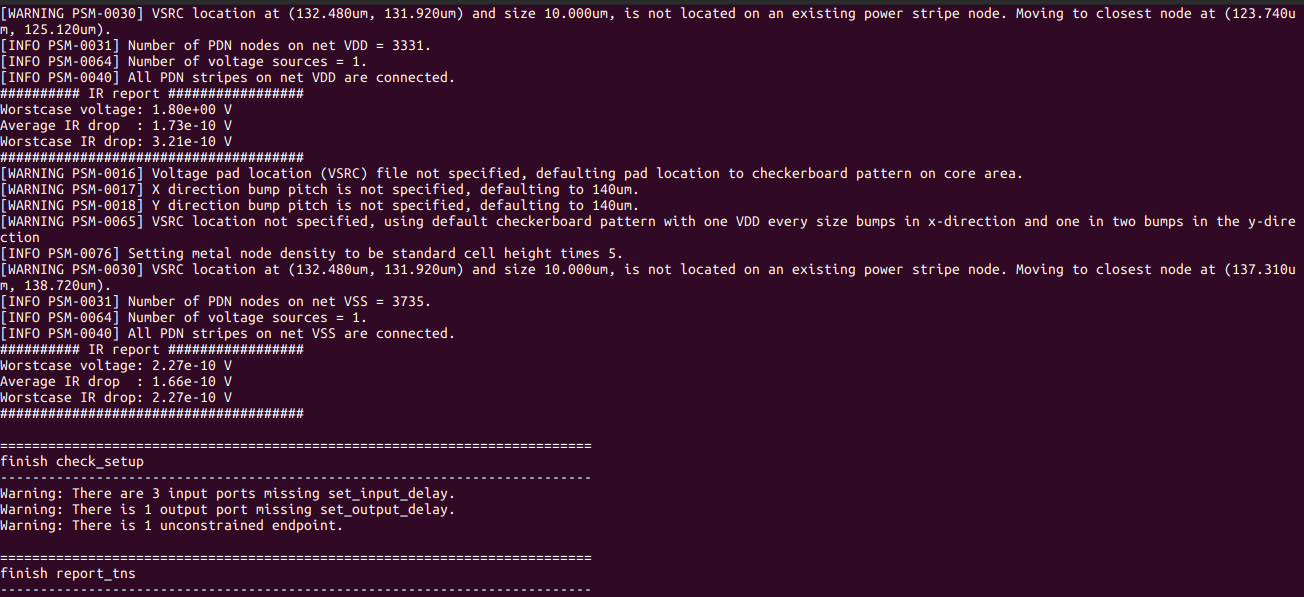 [WARNING PSM-0030] VSRC location at (132.480um, 131.920um) and size 10.000um, is not located on an existing power stripe node. Moving to closest node at (123.740u
m, 125.120um).
[INFO PSM-0031] Number of PDN nodes on net VDD = 3331.
[INFO PSM-0064] Number of voltage sources = 1.
[INFO PSM-0040] All PDN stripes on net VDD are connected.
########## IR report #################
Worstcase voltage: 1.80e+00 V
Average IR drop  : 1.73e-10 V
Worstcase IR drop: 3.21e-10 V
######################################
[WARNING PSM-0016] Voltage pad location (VSRC) file not specified, defaulting pad location to checkerboard pattern on core area.
[WARNING PSM-0017] X direction bump pitch is not specified, defaulting to 140um.
[WARNING PSM-0018] Y direction bump pitch is not specified, defaulting to 140um.
[WARNING PSM-0065] VSRC location not specified, using default checkerboard pattern with one VDD every size bumps in x-direction and one in two bumps in the y-dire
ction
[INFO PSM-0076] Setting metal node density to be standard cell height times 5.
[WARNING PSM-0030] VSRC location at (132.480um, 131.920um) and size 10.000um, is not located on an existing power stripe node. Moving to closest node at (137.310u
m, 138.720um).
[INFO PSM-0031] Number of PDN nodes on net VSS = 3735.
[INFO PSM-0064] Number of voltage sources = 1.
[INFO PSM-0040] All PDN stripes on net VSS are connected.
########## IR report #################
Worstcase voltage: 2.27e-10 V
Average IR drop  : 1.66e-10 V
Worstcase IR drop: 2.27e-10 V
######################################

==========================================================================
finish check_setup
--------------------------------------------------------------------------
Warning: There are 3 input ports missing set_input_delay.
Warning: There is 1 output port missing set_output_delay.
Warning: There is 1 unconstrained endpoint.

==========================================================================
finish report_tns
--------------------------------------------------------------------------